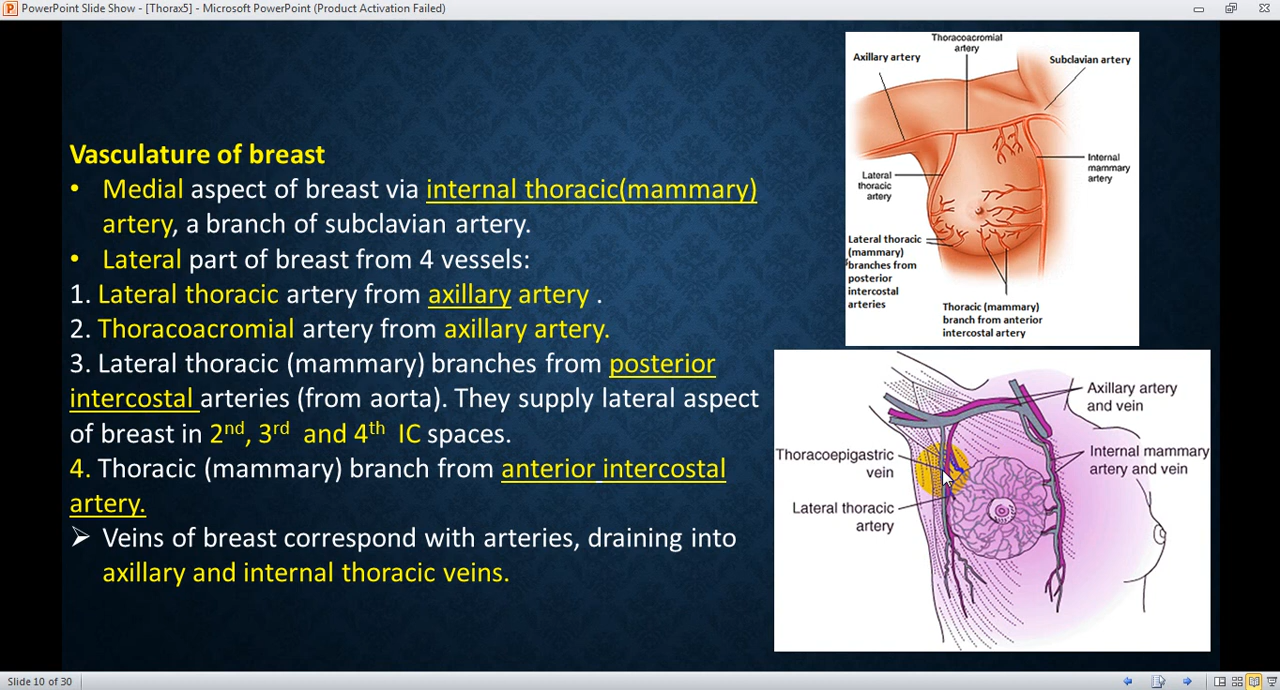 PowerPoint Slide Show - [Thorax5] - Microsoft PowerPoint (Product Activation Failed)
Vasculature of breast
• Medial aspect of breast via internal thoracic(mammary)
artery, a branch of subclavian artery.
• Lateral part of breast from 4 vessels:
1. Lateral thoracic artery from axillary artery .
2. Thoracoacromial artery from axillary artery.
3. Lateral thoracic (mammary) branches from posterior
intercostal arteries (from aorta). They supply lateral aspect
of breast in 2nd, 3rd and 4th IC spaces.
4. Thoracic (mammary) branch from anterior intercostal
artery.
➢ Veins of breast correspond with arteries, draining into
axillary and internal thoracic veins.
Thoracoacromial
artery
Axillary artery
Subclavian artery
Internal
mammary
artery
Lateral
thoracic
artery
Lateral thoracic
(mammary)
branches from
posterior
intercostal
arteries
Thoracic (mammary)
branch from anterior
intercostal artery
Axillary artery
and vein
Thoracoepigastric
vein
Internal mammary
artery and vein
Lateral thoracic
artery
Slide 10 of 30